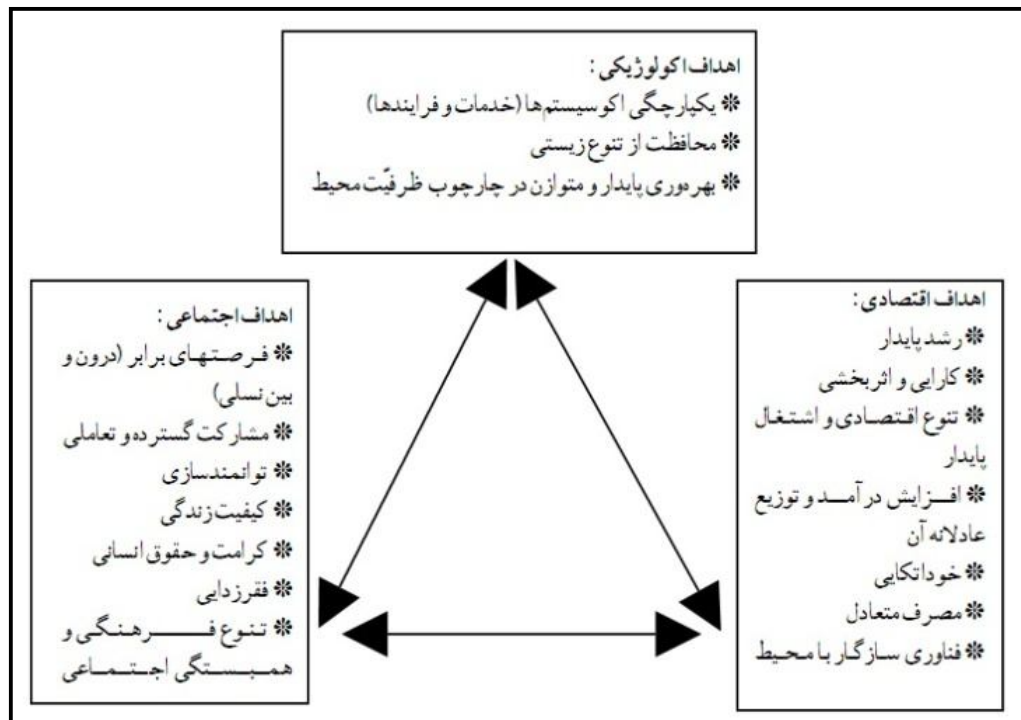 اهداف اکولوژیکی :
❊ یکپارچگی اکوسیستم‌ها (خدمات و فرایندها)
❊ محافظت از تنوع زیستی
❊ بهره‌وری پایدار و متوازن در چارچوب ظرفیّت محیط
اهداف اقتصادی :
❊ رشد پایدار
❊ کارایی و اثربخشی
❊ تنوع اقتصادی و اشتغال
پایدار
❊ افزایش درآمد و توزیع
عادلانه آن
❊ خوداتکایی
❊ مصرف متعادل
❊ فناوری سازگار با محیط
اهداف اجتماعی :
❊ فرصتهای برابر (درون و
بین نسلی)
❊ مشارکت گسترده و تعاملی
❊ توانمندسازی
❊ کیفیت زندگی
❊ کرامت و حقوق انسانی
❊ فقرزدایی
❊ تنوع فرهنگی و
همبستگی اجتماعی